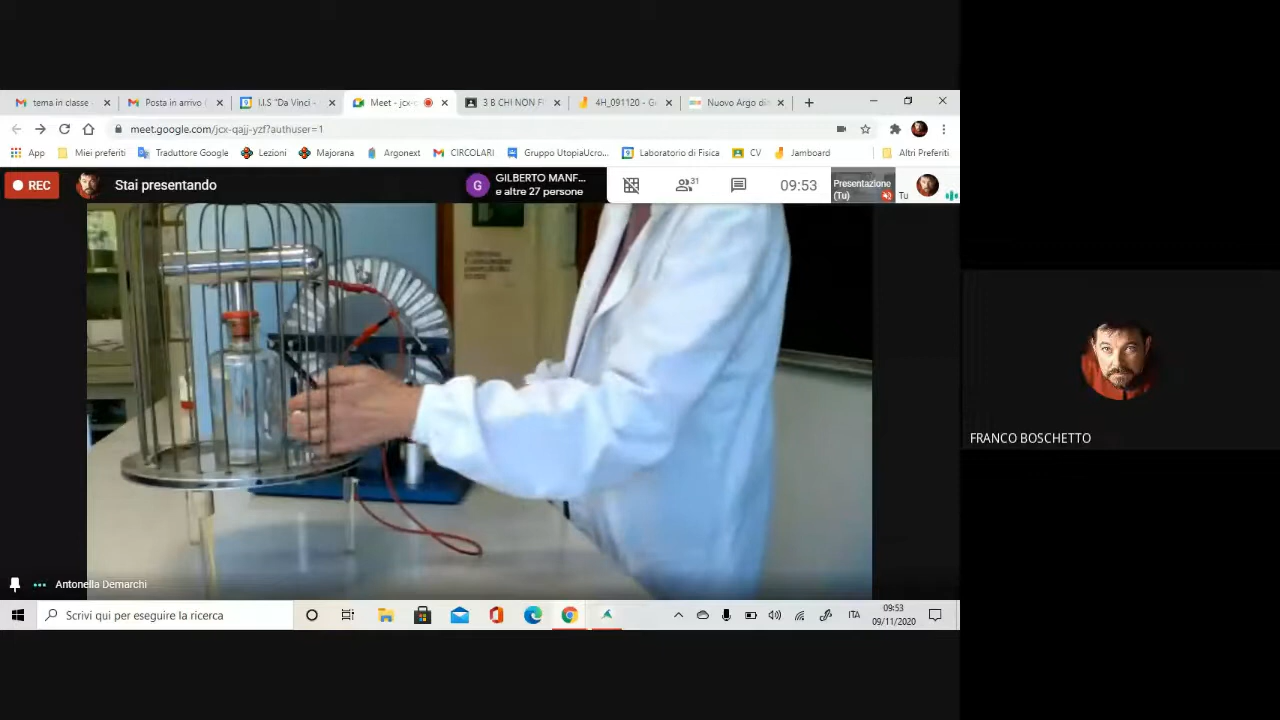 tema in classe
Posta in arrivo
I.I.S "Da Vinci -
Meet - jcx-
3 B CHI NON F
4H_091120 - G
Nuovo Argo di
meet.google.com/jcx-qajj-yzf?authuser=1
App
Miei preferiti
Traduttore Google
Lezioni
Majorana
Argonext
CIRCOLARI
Gruppo UtopiaUcro...
Laboratorio di Fisica
CV
Jamboard
Altri Preferiti
REC
Stai presentando
G
GILBERTO MANF...
e altre 27 persone
31
09:53
Presentazione
(Tu)
Tu
FRANCO BOSCHETTO
Antonella Demarchi
Scrivi qui per eseguire la ricerca
ITA
09:53
09/11/2020